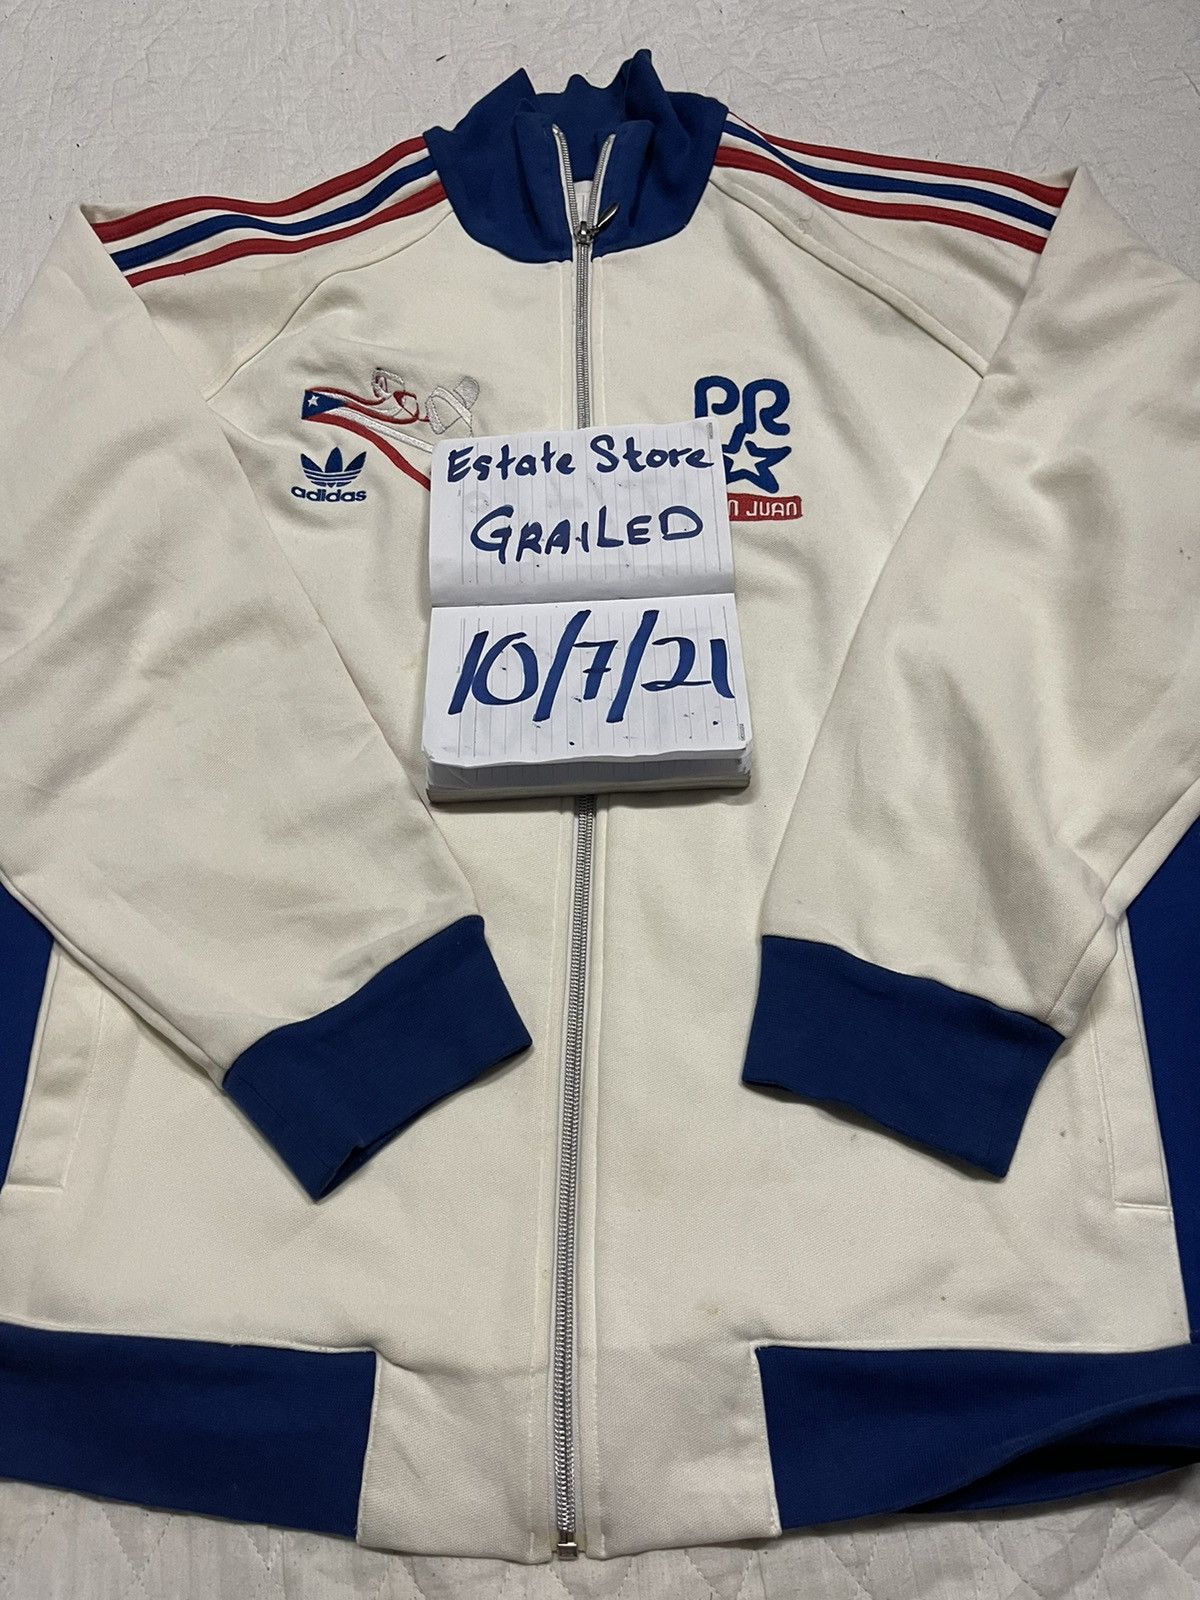 PR
adidas
Estate Store
GRAILED
N JUAN
10/7/21